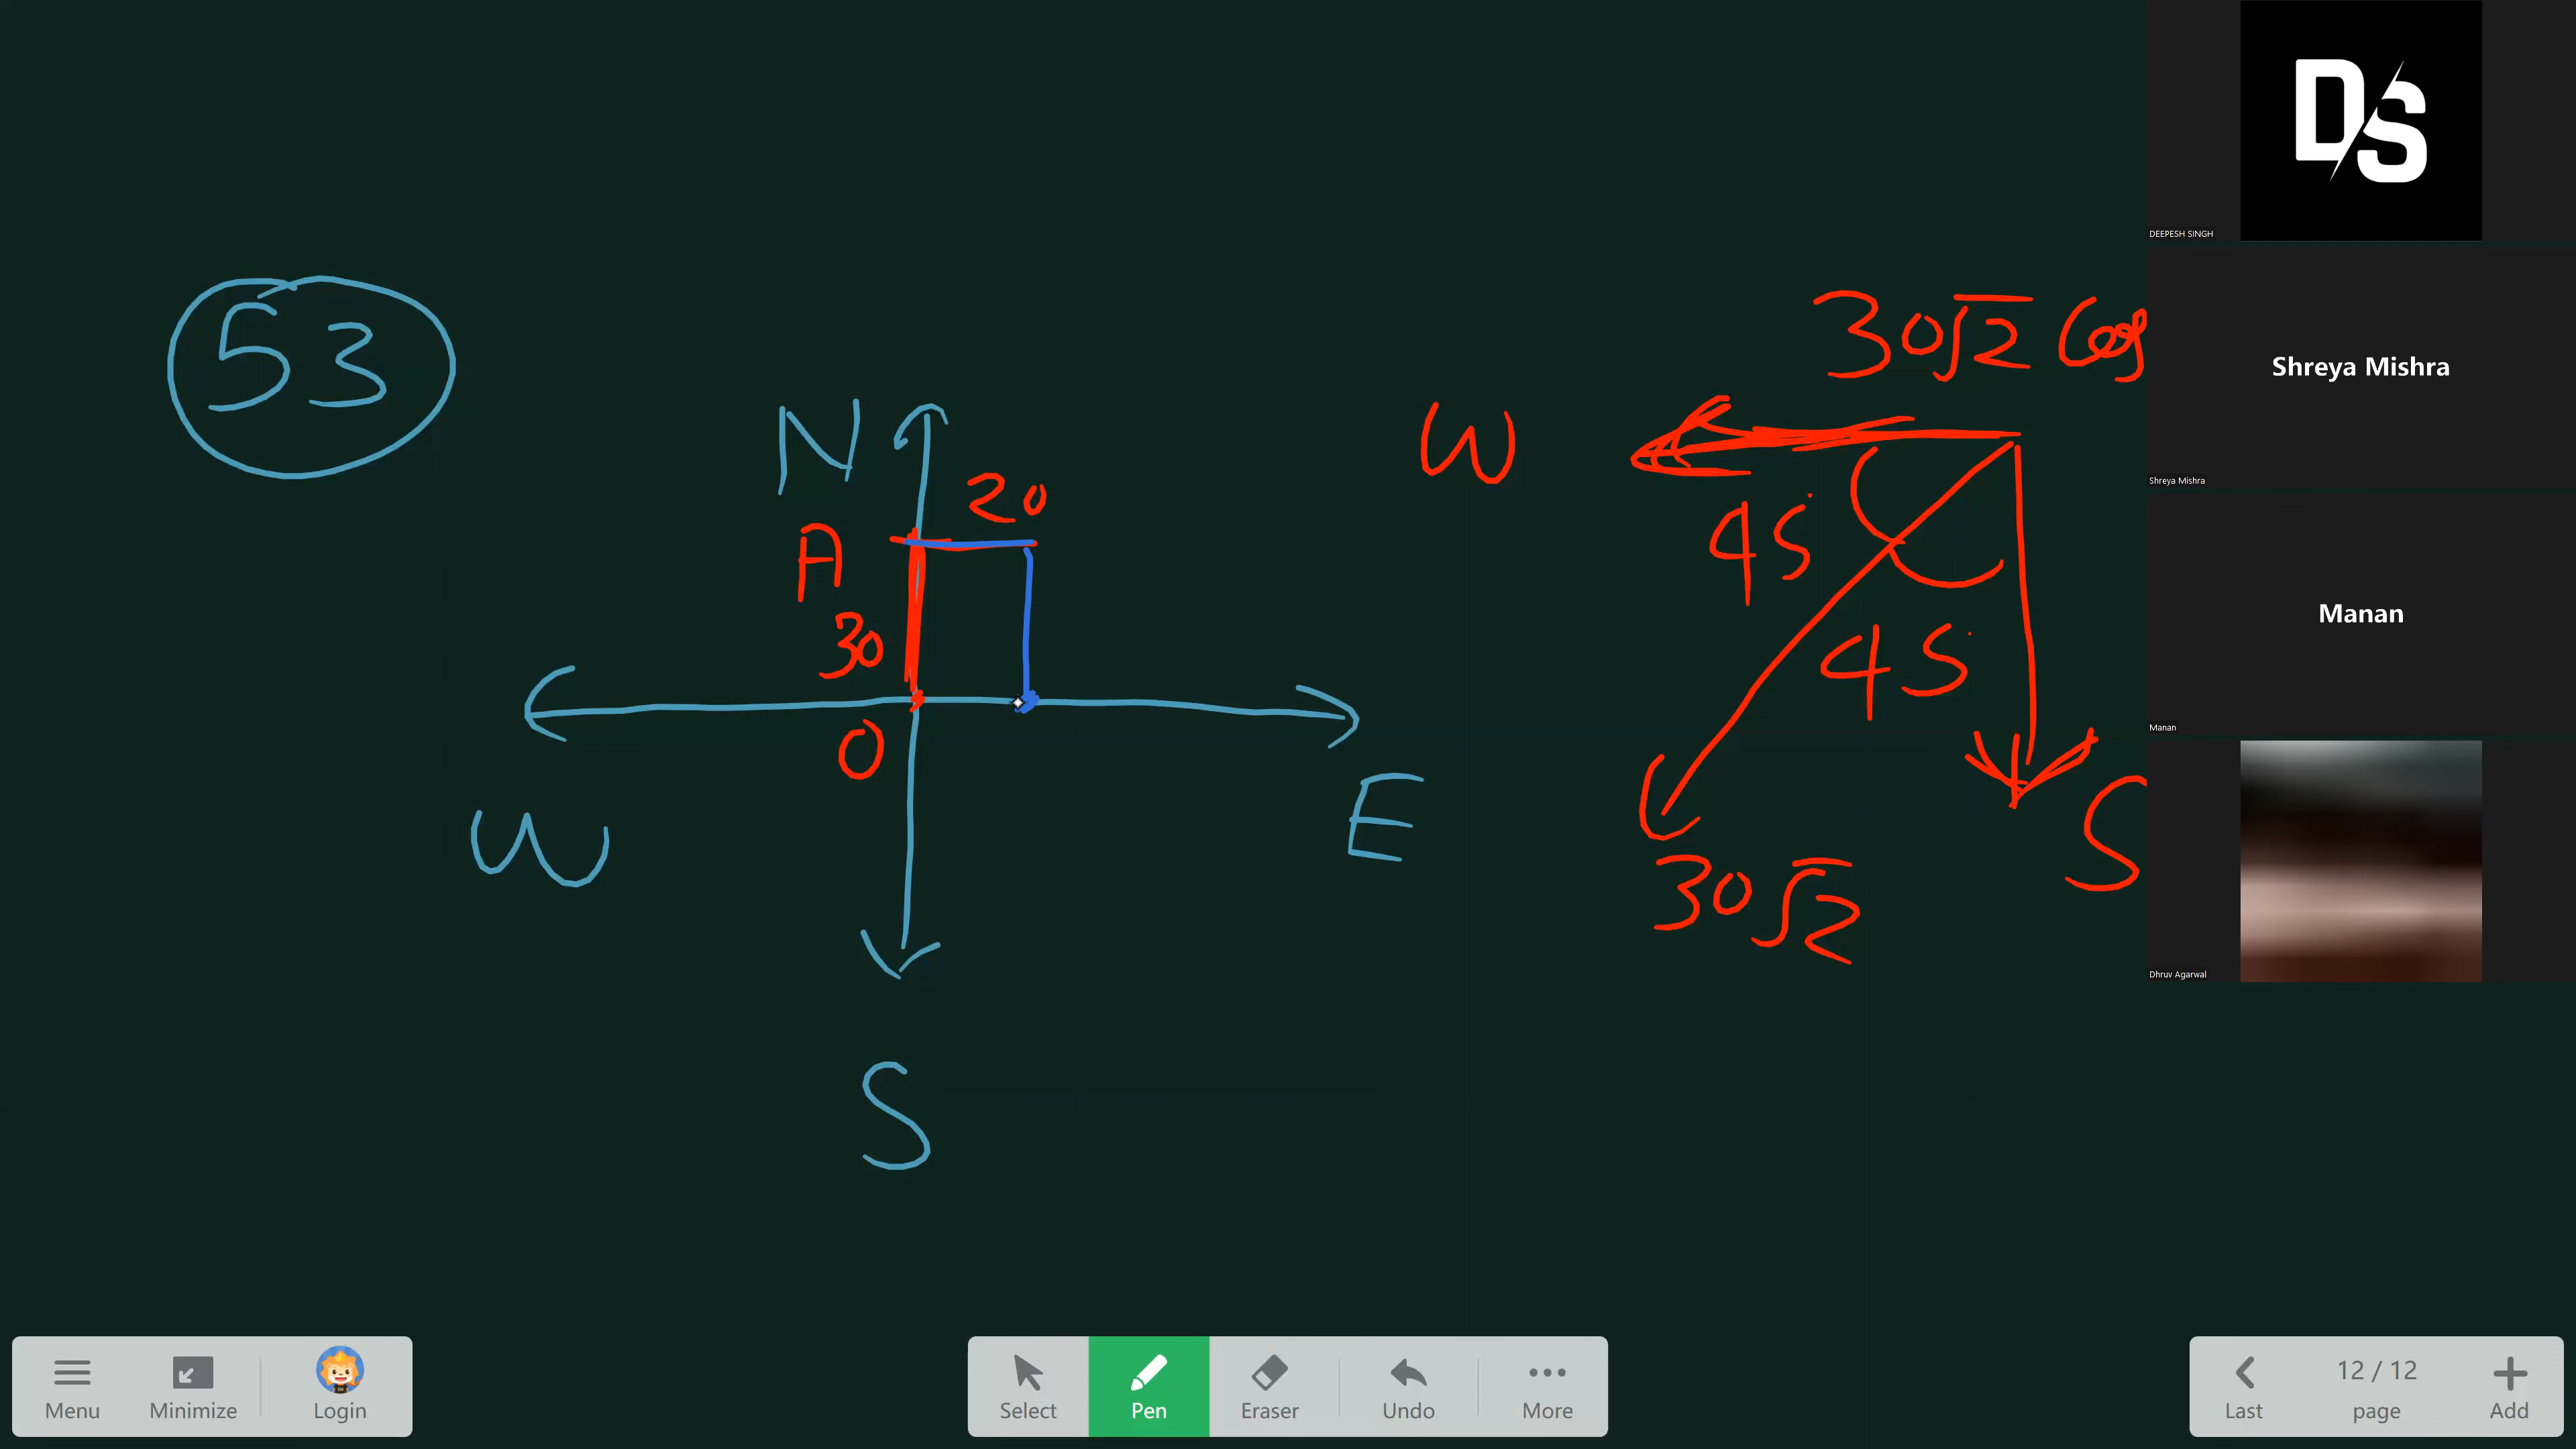 53
N
20
A
30
O
W
E
S
30√2 Cos
W
45
45
30√2
S
DS
DEEPESH SINGH
Shreya Mishra
Shreya Mishra
Manan
Manan
Dhruv Agarwal
Menu
Minimize
Login
Select
Pen
Eraser
Undo
More
Last
12 / 12
page
Add